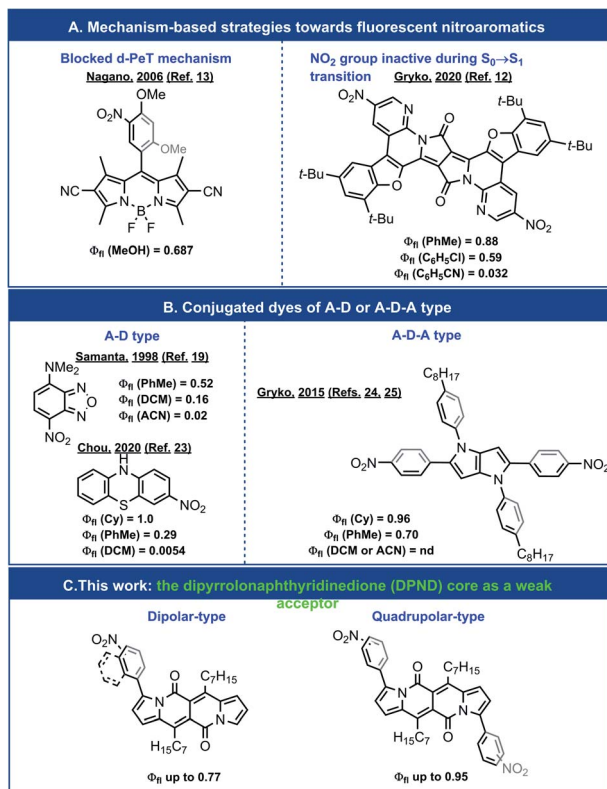 A. Mechanism-based strategies towards fluorescent nitroaromatics
Blocked d-PeT mechanism
Nagano, 2006 (Ref. 13)
OMe
O₂N
OMe
NC
CN
N
N
B
F
F
Φfl (MeOH) = 0.687
NO₂ group inactive during S₀→S₁
transition
Gryko, 2020 (Ref. 12)
NO₂
N
N
O
t-Bu
O
t-Bu
t-Bu
O
O
N
N
t-Bu
NO₂
Φfl (PhMe) = 0.88
Φfl (C₆H₅Cl) = 0.59
Φfl (C₆H₅CN) = 0.032
B. Conjugated dyes of A-D or A-D-A type
A-D type
Samanta, 1998 (Ref. 19)
NMe₂
N
O
N
NO₂
Φfl (PhMe) = 0.52
Φfl (DCM) = 0.16
Φfl (ACN) = 0.02
Chou, 2020 (Ref. 23)
H
N
S
NO₂
Φfl (Cy) = 1.0
Φfl (PhMe) = 0.29
Φfl (DCM) = 0.0054
A-D-A type
Gryko, 2015 (Refs. 24, 25)
C₈H₁₇
N
NO₂
NO₂
N
C₈H₁₇
Φfl (Cy) = 0.96
Φfl (PhMe) = 0.70
Φfl (DCM or ACN) = nd
C.This work: the dipyrrolonaphthyridinedione (DPND) core as a weak
acceptor
Dipolar-type
O₂N
O
C₇H₁₅
N
N
H₁₅C₇
O
Φfl up to 0.77
Quadrupolar-type
O₂N
O
C₇H₁₅
N
N
H₁₅C₇
O
NO₂
Φfl up to 0.95